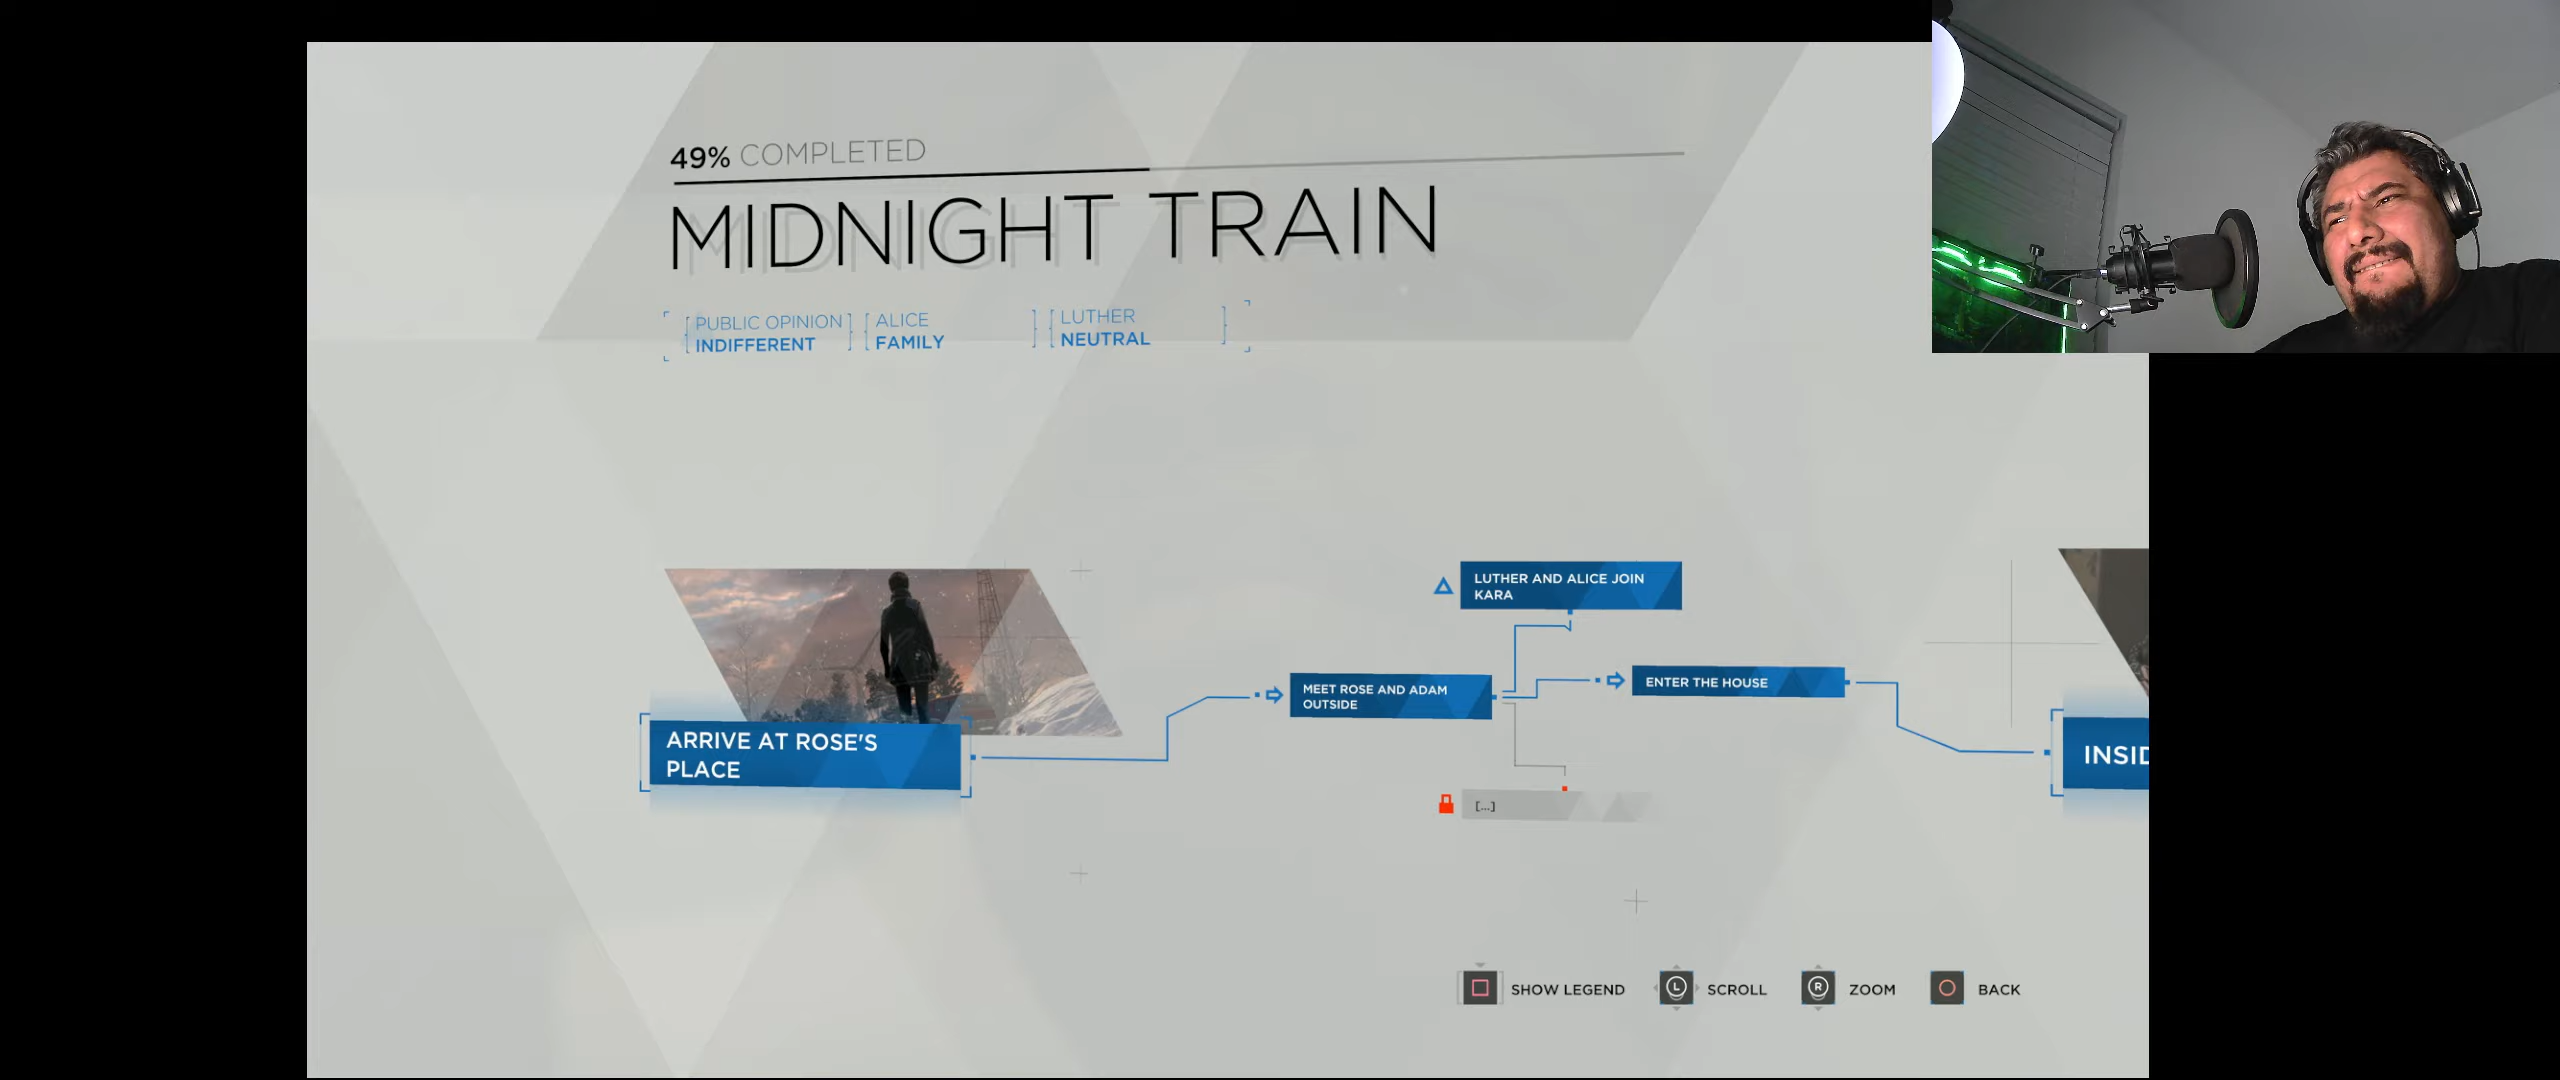 49% COMPLETED
MIDNIGHT TRAIN
PUBLIC OPINION
INDIFFERENT
ALICE
FAMILY
LUTHER
NEUTRAL
LUTHER AND ALICE JOIN
KARA
MEET ROSE AND ADAM
OUTSIDE
ENTER THE HOUSE
ARRIVE AT ROSE'S
PLACE
INSID
[...]
SHOW LEGEND
L
SCROLL
R
ZOOM
BACK